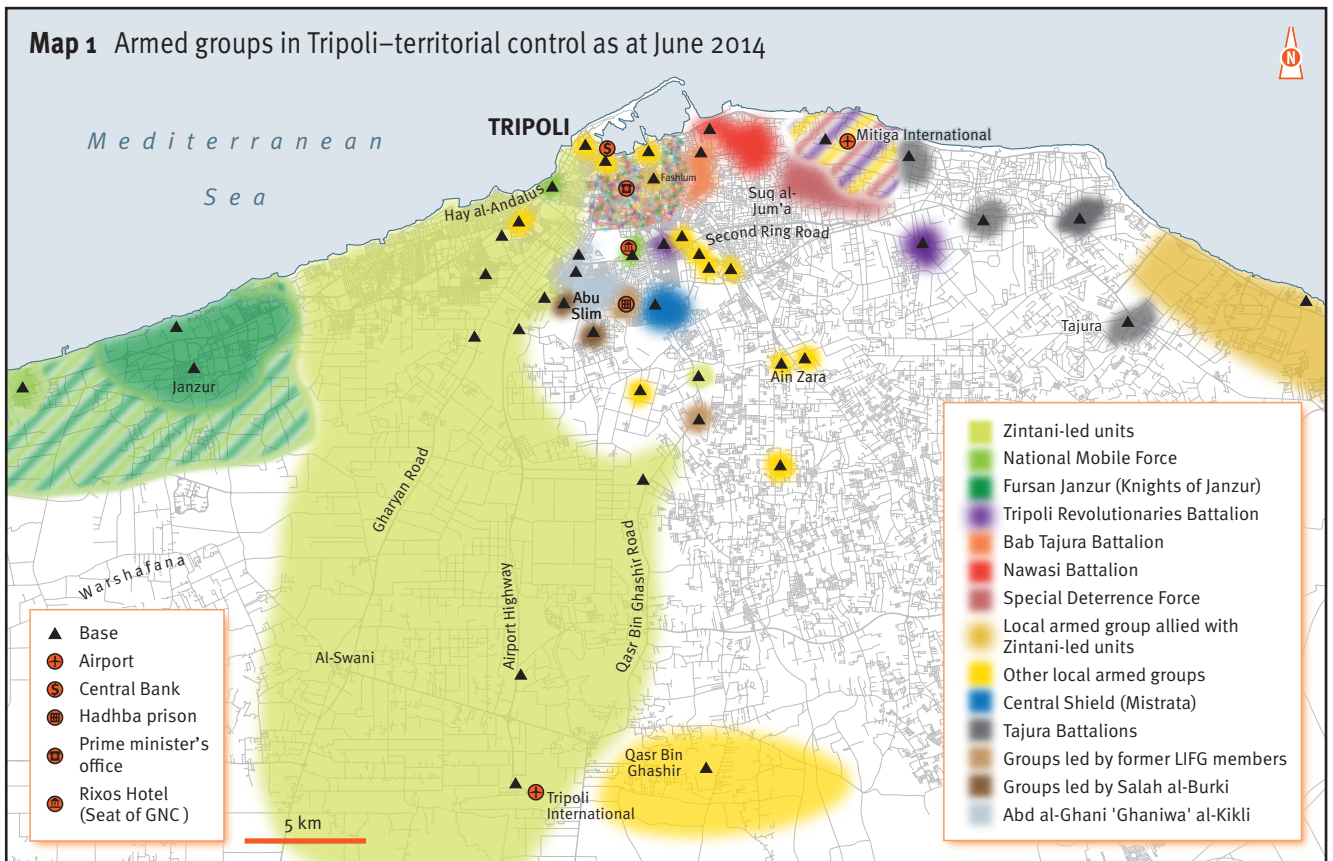 Map 1 Armed groups in Tripoli–territorial control as at June 2014
N
Mediterranean
Sea
TRIPOLI
S
Mitiga International
Fashlum
Hay al-Andalus
Suq al-
Jum'a
Second Ring Road
Abu
Slim
Tajura
Janzur
Ain Zara
Gharyan Road
Warshafana
Airport Highway
Qasr Bin Ghashir Road
Al-Swani
Qasr Bin
Ghashir
Tripoli
International
Base
Airport
S Central Bank
Hadhba prison
Prime minister's
office
Rixos Hotel
(Seat of GNC )
5 km
Zintani-led units
National Mobile Force
Fursan Janzur (Knights of Janzur)
Tripoli Revolutionaries Battalion
Bab Tajura Battalion
Nawasi Battalion
Special Deterrence Force
Local armed group allied with
Zintani-led units
Other local armed groups
Central Shield (Mistrata)
Tajura Battalions
Groups led by former LIFG members
Groups led by Salah al-Burki
Abd al-Ghani 'Ghaniwa' al-Kikli